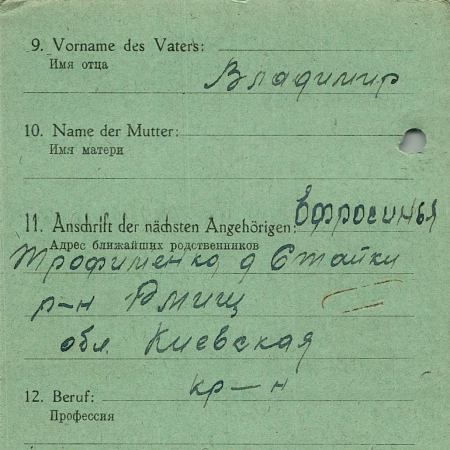 9. Vorname des Vaters:
Имя отца
Владимир
10. Name der Mutter:
Имя матери
Ефросинья
11. Anschrift der nächsten Angehörigen:
Адрес ближайших родственников
Трофименко д Стайки
р-н Ржищ
обл. Киевская
кр-н
12. Beruf:
Профессия